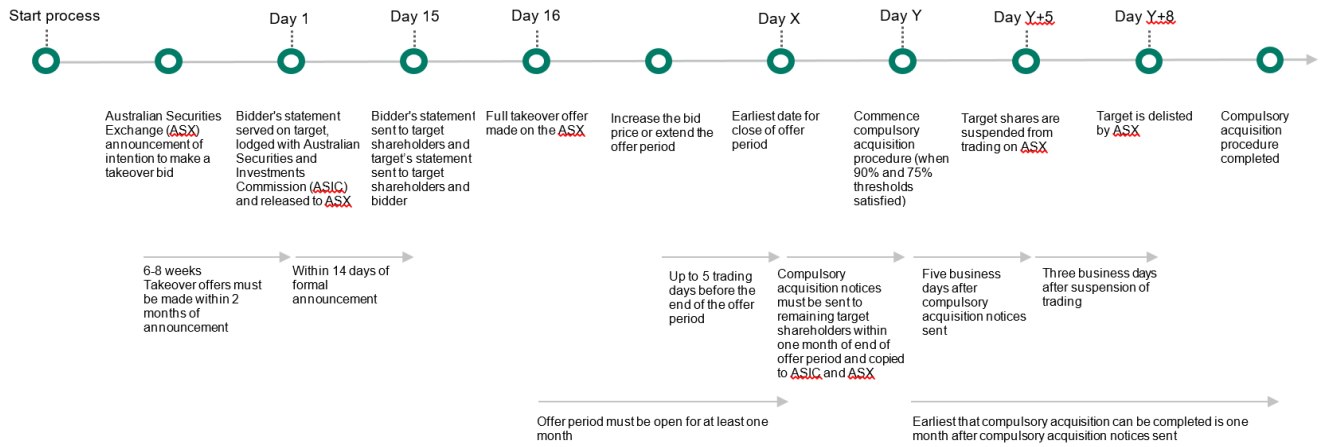 Start process
Day 1
Day 15
Day 16
Day X
Day Y
Day Y+5
Day Y+8
Australian Securities
Exchange (ASX)
announcement of
intention to make a
takeover bid
Bidder's statement
served on target,
lodged with Australian
Securities and
Investments
Commission (ASIC)
and released to ASX
Bidder's statement
sent to target
shareholders and
target's statement
sent to target
shareholders and
bidder
Full takeover offer
made on the ASX
Increase the bid
price or extend the
offer period
Earliest date for
close of offer
period
Commence
compulsory
acquisition
procedure (when
90% and 75%
thresholds
satisfied)
Target shares are
suspended from
trading on ASX
Target is delisted
by ASX
Compulsory
acquisition
procedure
completed
6-8 weeks
Takeover offers must
be made within 2
months of
announcement
Within 14 days of
formal
announcement
Up to 5 trading
days before the
end of the offer
period
Compulsory
acquisition notices
must be sent to
remaining target
shareholders within
one month of end of
offer period and copied
to ASIC and ASX
Five business
days after
compulsory
acquisition notices
sent
Three business days
after suspension of
trading
Offer period must be open for at least one
month
Earliest that compulsory acquisition can be completed is one
month after compulsory acquisition notices sent